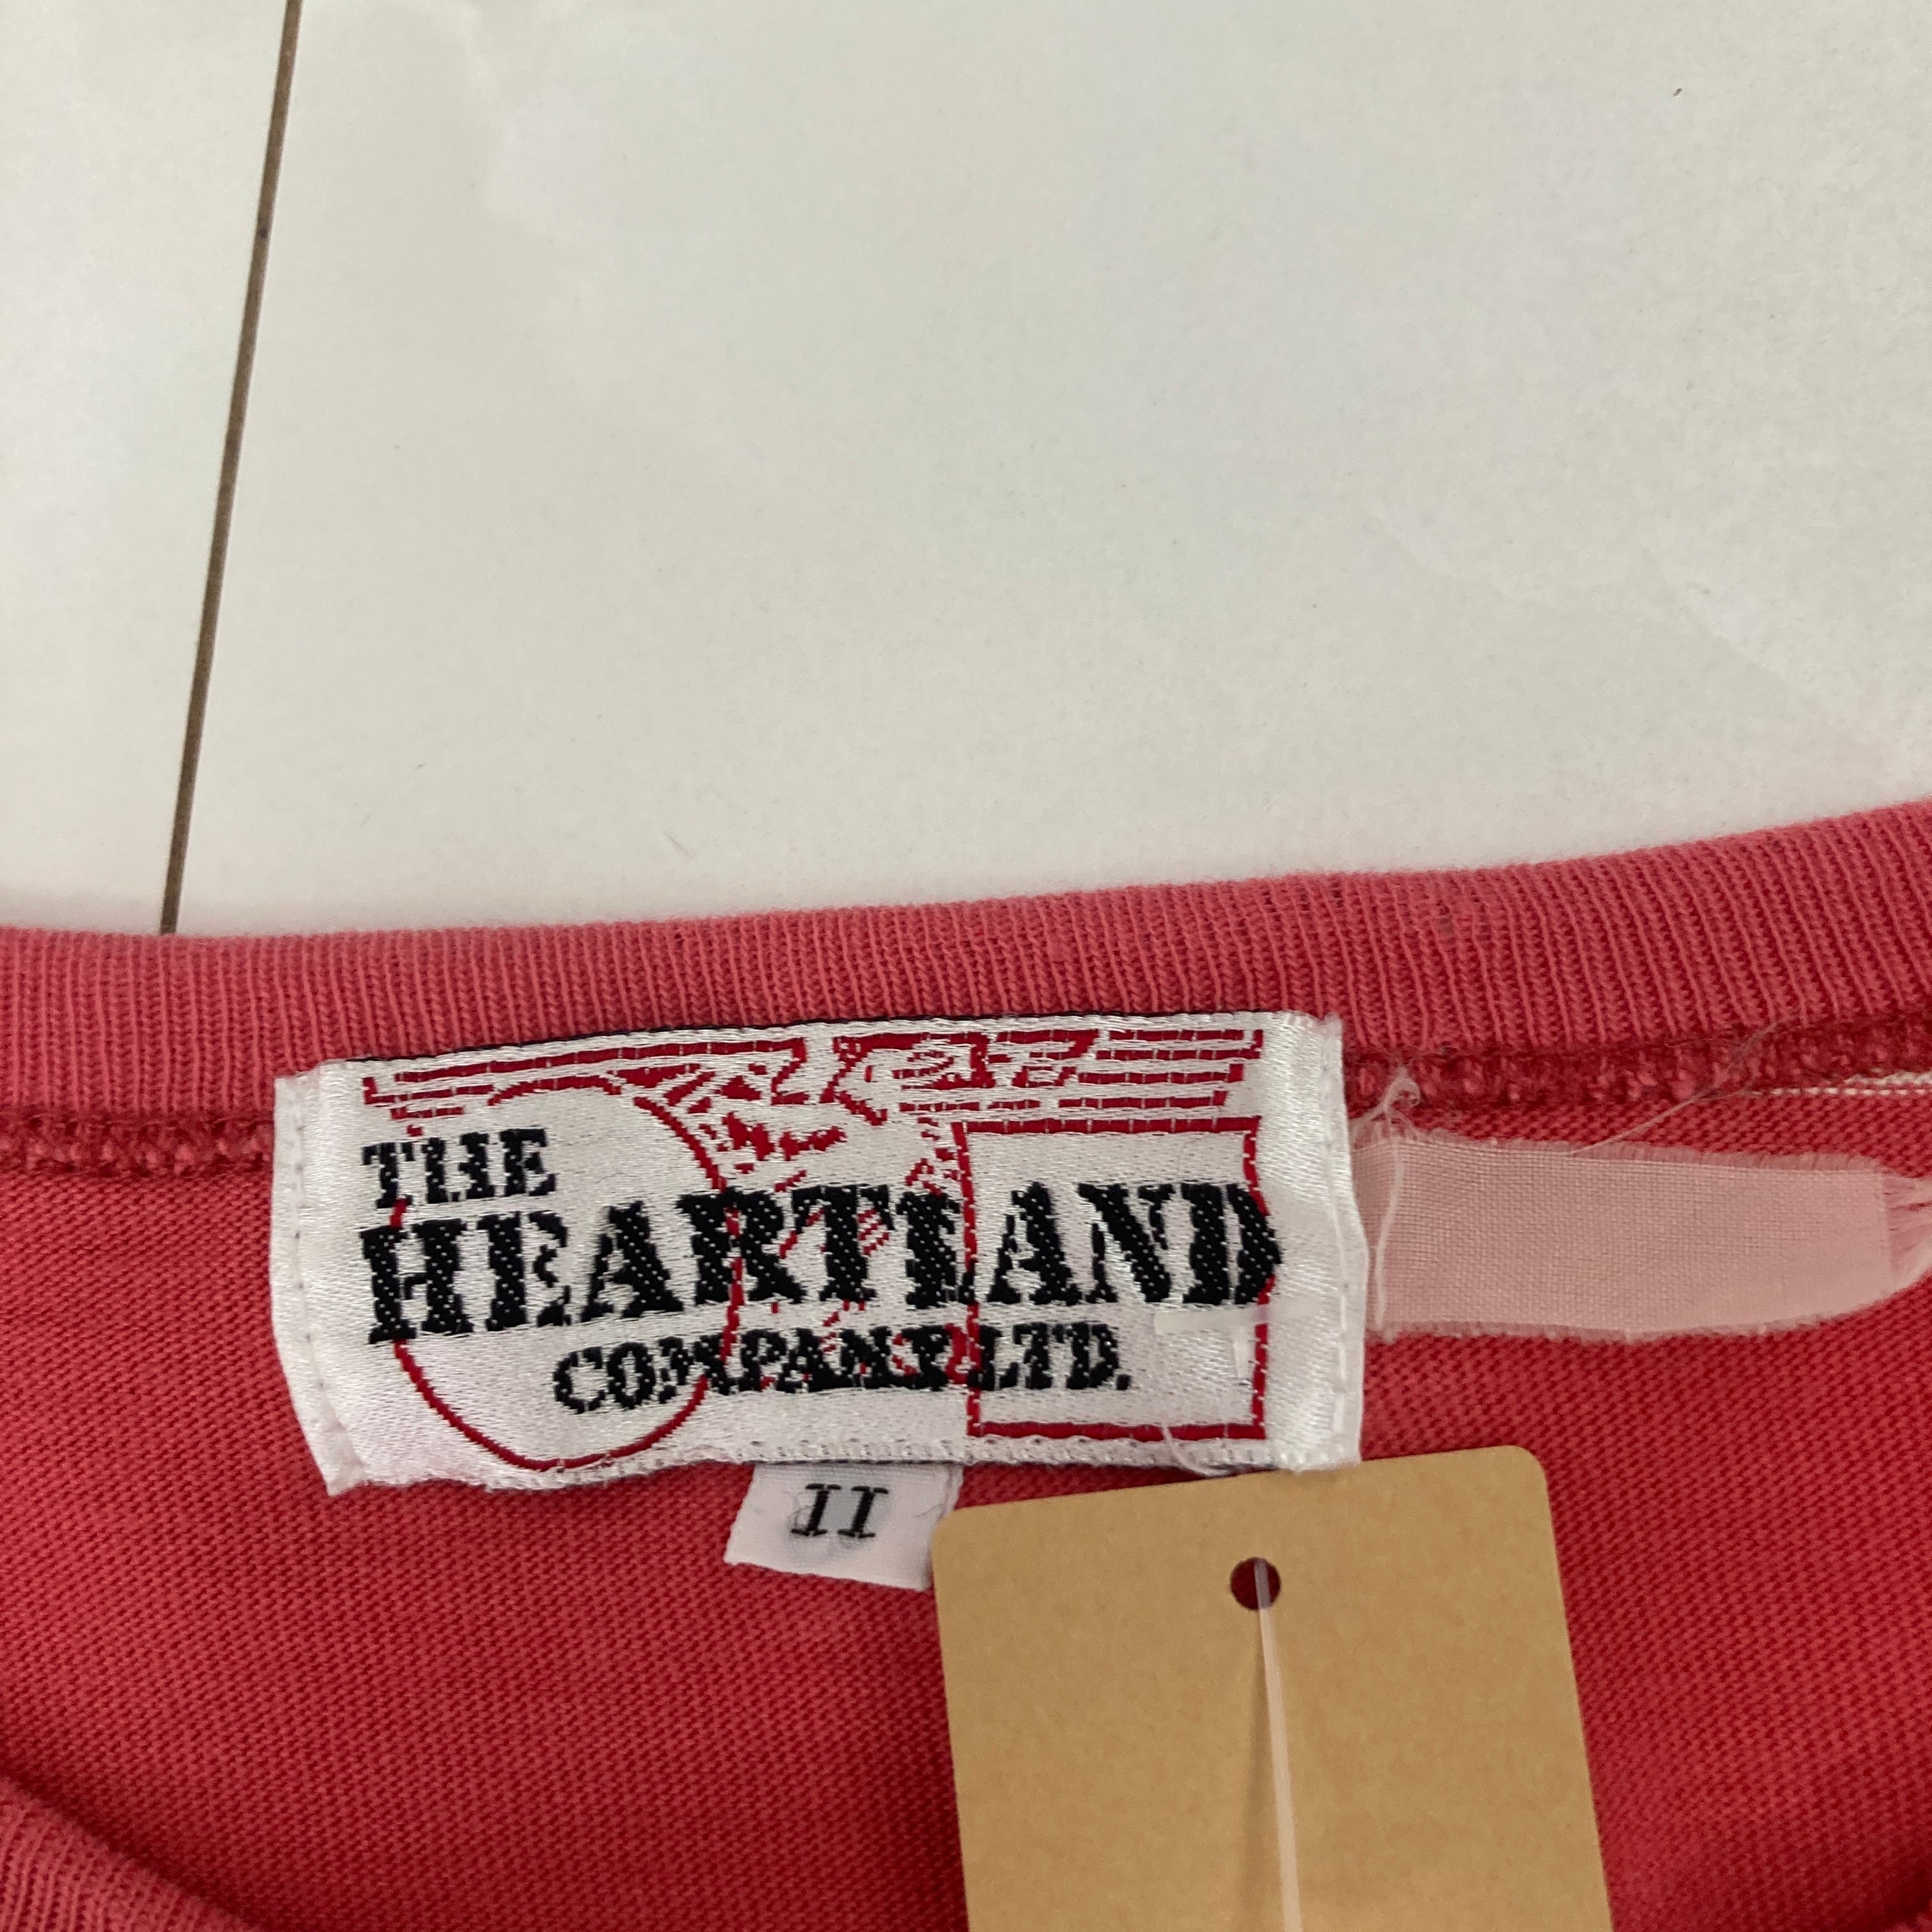 THE
HEARTLAND
COMPANY LTD.
II